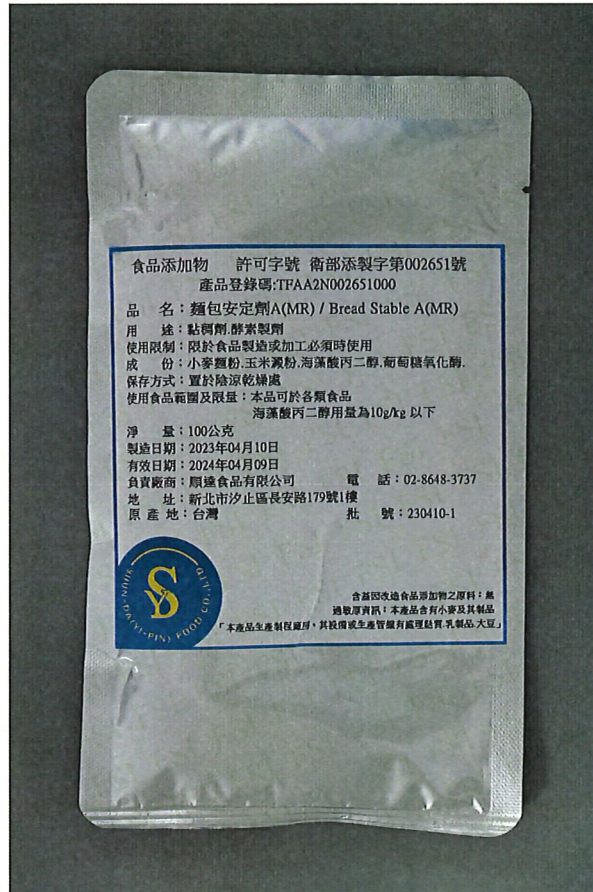 食品添加物 許可字號 衛部添製字第002651號
產品登錄碼:TFAA2N002651000
品 名：麵包安定劑A(MR) / Bread Stable A(MR)
用 途：黏稠劑.酵素製劑
使用限制：限於食品製造或加工必須時使用
成 份：小麥麵粉.玉米澱粉.海藻酸丙二醇.葡萄糖氧化酶.
保存方式：置於陰涼乾燥處
使用食品範圍及限量：本品可於各類食品
海藻酸丙二醇用量為10g/kg 以下
淨 量：100公克
製造日期：2023年04月10日
有效日期：2024年04月09日
負責廠商：順達食品有限公司 電 話：02-8648-3737
地 址：新北市汐止區長安路179號1樓
原 產 地：台灣 批 號：230410-1
含基因改造食品添加物之原料：無
過敏原資訊：本產品含有小麥及其製品
「本產品生產製程廠房，其設備或生產管線有處理麩質.乳製品.大豆」
SHUN-DA(YI-PIN) FOOD CO., LTD